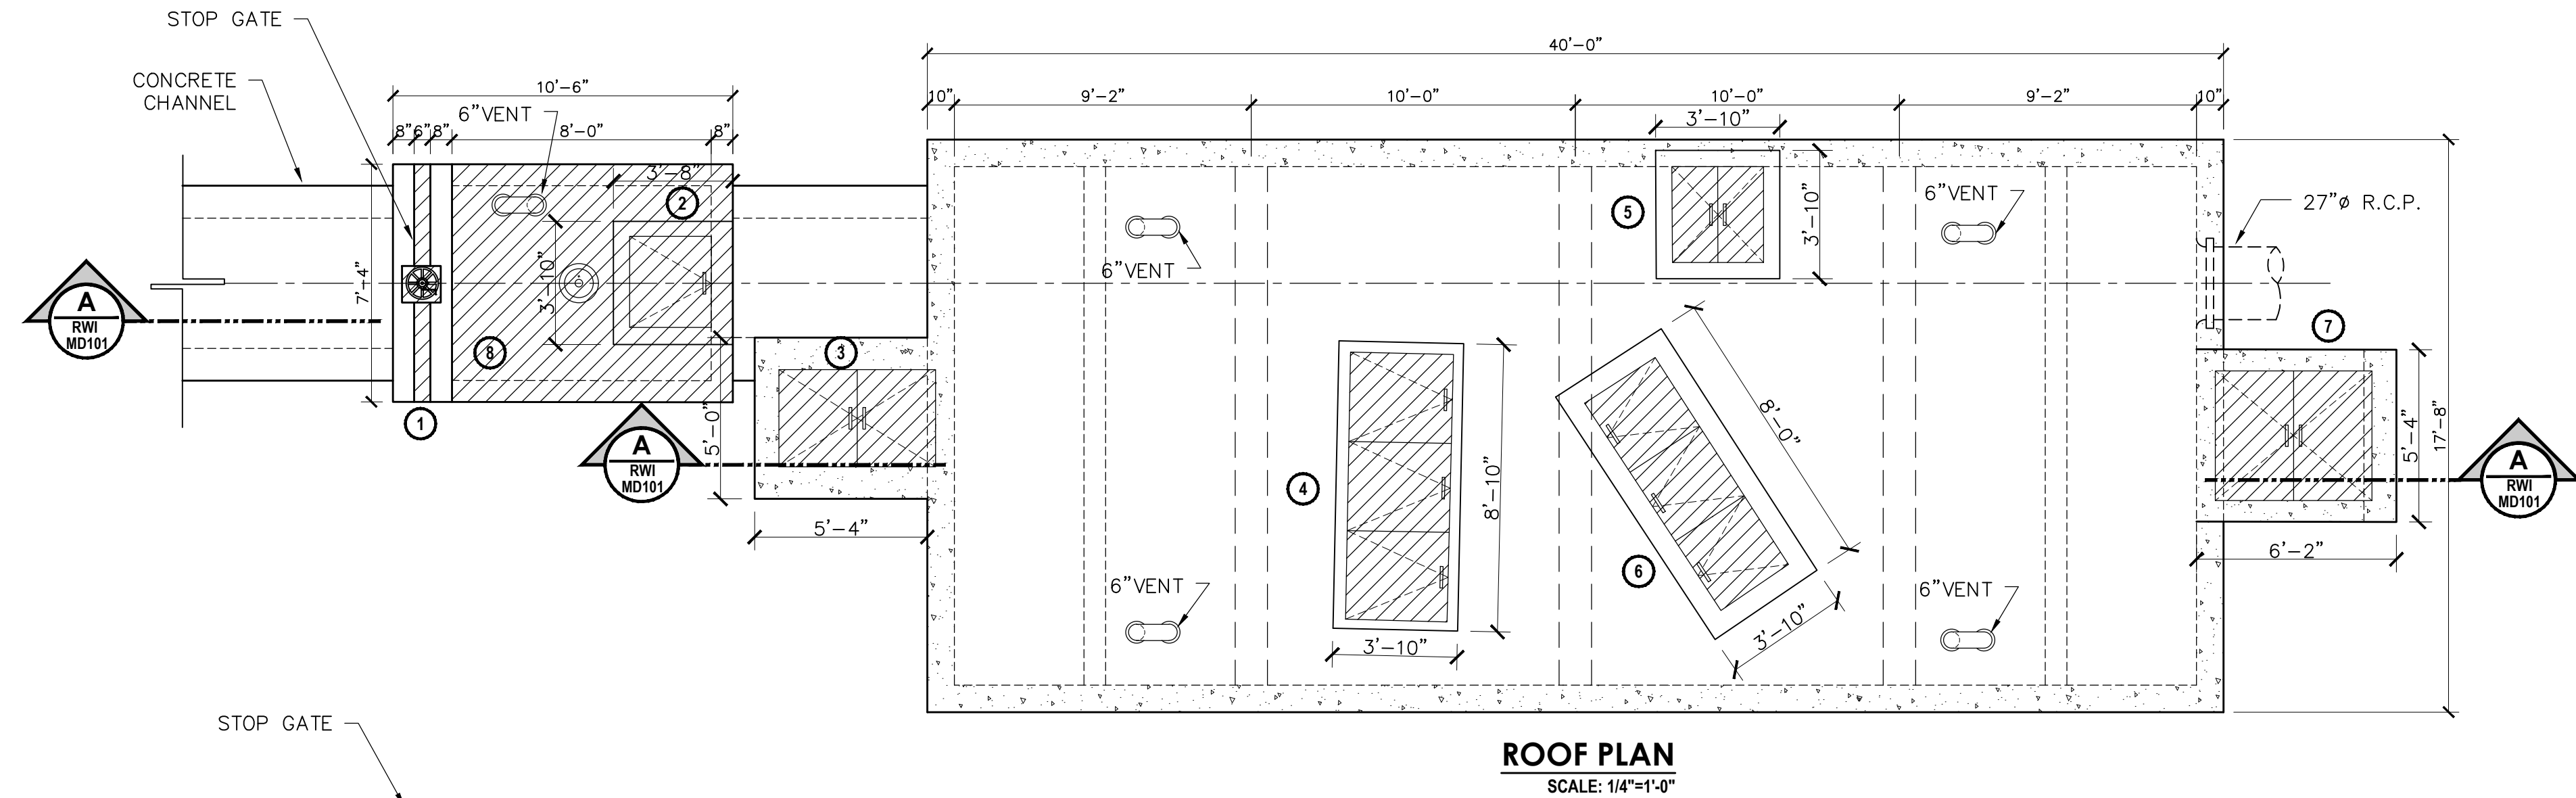 STOP GATE
40'-0"
CONCRETE
CHANNEL
10'-6"
6"VENT
10"
9'-2"
10'-0"
10'-0"
9'-2"
10"
8"
6"
8"
8'-0"
8"
3'-10"
3'-8"
2
5
6"VENT
27"ø R.C.P.
3'-10"
7'-4"
3'-10"
6"VENT
A
RWI
MD101
8
3
7
1
A
RWI
MD101
5'-0"
5'-4"
4
8'-10"
3'-10"
8'-0"
6
3'-10"
5'-4"
17'-8"
A
RWI
MD101
6'-2"
6"VENT
6"VENT
STOP GATE
ROOF PLAN
SCALE: 1/4"=1'-0"